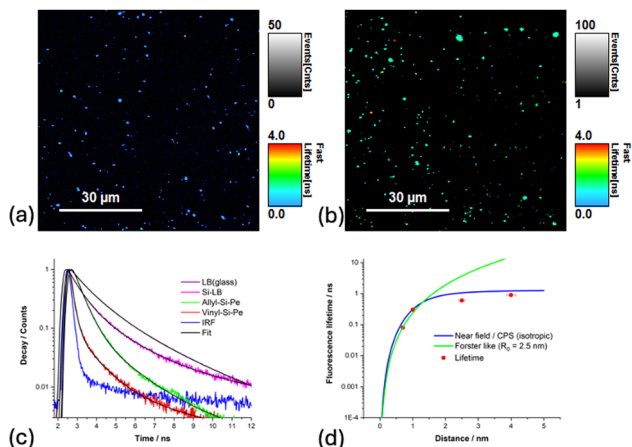 50
Events[Cnts]
0
4.0
Fast
Lifetime[ns]
0.0
30 μm
(a)
100
Events[Cnts]
1
4.0
Fast
Lifetime[ns]
0.0
30 μm
(b)
Decay / Counts
1
0.1
0.01
LB(glass)
Si-LB
Allyl-Si-Pe
Vinyl-Si-Pe
IRF
Fit
2 3 4 5 6 7 8 9 10 11 12
Time / ns
(c)
Fluorescence lifetime / ns
10
1
0.1
0.01
0.001
1E-4
Near field / CPS (isotropic)
Forster like (R0 = 2.5 nm)
Lifetime
0 1 2 3 4 5
Distance / nm
(d)